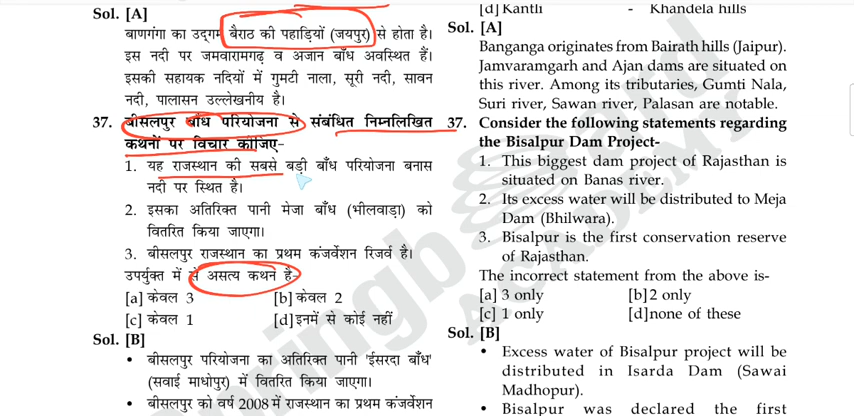 Sol. [A]
बाणगंगा का उद्गम बैराठ की पहाड़ियों (जयपुर) से होता है।
इस नदी पर जमवारामगढ़ व अजान बाँध अवस्थित हैं।
इसकी सहायक नदियों में गुमटी नाला, सूरी नदी, सावन
नदी, पालासन उल्लेखनीय है।
37. बीसलपुर बाँध परियोजना से संबंधित निम्नलिखित
कथनों पर विचार कीजिए-
1. यह राजस्थान की सबसे बड़ी बाँध परियोजना बनास
नदी पर स्थित है।
2. इसका अतिरिक्त पानी मेजा बाँध (भीलवाड़ा) को
वितरित किया जाएगा।
3. बीसलपुर राजस्थान का प्रथम कंजर्वेशन रिजर्व है।
उपर्युक्त में से असत्य कथन है-
[a] केवल 3 [b] केवल 2
[c] केवल 1 [d] इनमें से कोई नहीं
Sol. [B]
• बीसलपुर परियोजना का अतिरिक्त पानी 'ईसरदा बाँध'
(सवाई माधोपुर) में वितरित किया जाएगा।
• बीसलपुर को वर्ष 2008 में राजस्थान का प्रथम कंजर्वेशन
[d] Kantli - Khandela hills
Sol. [A]
Banganga originates from Bairath hills (Jaipur).
Jamvaramgarh and Ajan dams are situated on
this river. Among its tributaries, Gumti Nala,
Suri river, Sawan river, Palasan are notable.
37. Consider the following statements regarding
the Bisalpur Dam Project-
1. This biggest dam project of Rajasthan is
situated on Banas river.
2. Its excess water will be distributed to Meja
Dam (Bhilwara).
3. Bisalpur is the first conservation reserve
of Rajasthan.
The incorrect statement from the above is-
[a] 3 only [b] 2 only
[c] 1 only [d] none of these
Sol. [B]
• Excess water of Bisalpur project will be
distributed in Isarda Dam (Sawai
Madhopur).
• Bisalpur was declared the first